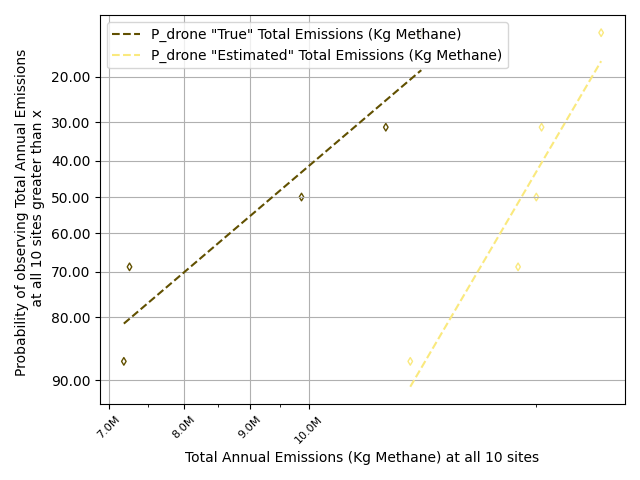 P_drone "True" Total Emissions (Kg Methane)
P_drone "Estimated" Total Emissions (Kg Methane)
Probability of observing Total Annual Emissions
at all 10 sites greater than x
20.00
30.00
40.00
50.00
60.00
70.00
80.00
90.00
7.0M
8.0M
9.0M
10.0M
Total Annual Emissions (Kg Methane) at all 10 sites